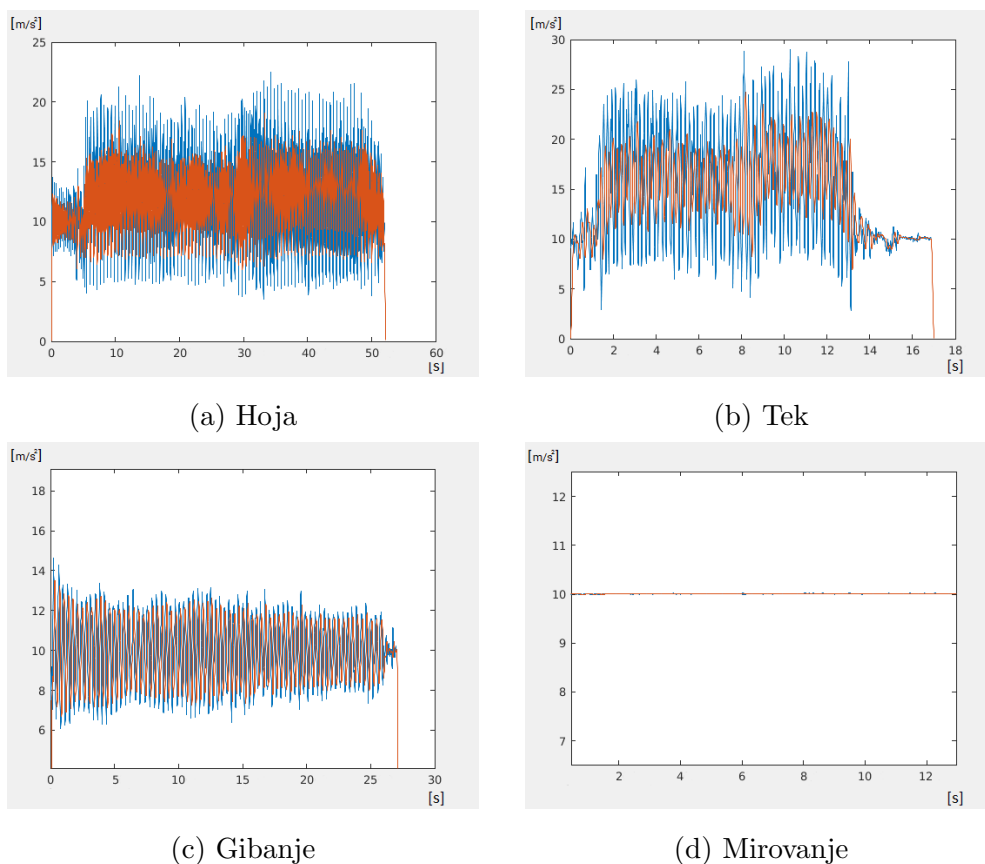 [m/s²]
25
20
15
10
5
0
0 10 20 30 40 50 60
[s]
(a) Hoja
[m/s²]
30
25
20
15
10
5
0
0 2 4 6 8 10 12 14 16 18
[s]
(b) Tek
[m/s²]
18
16
14
12
10
8
6
0 5 10 15 20 25 30
[s]
(c) Gibanje
[m/s²]
12
11
10
9
8
7
2 4 6 8 10 12
[s]
(d) Mirovanje